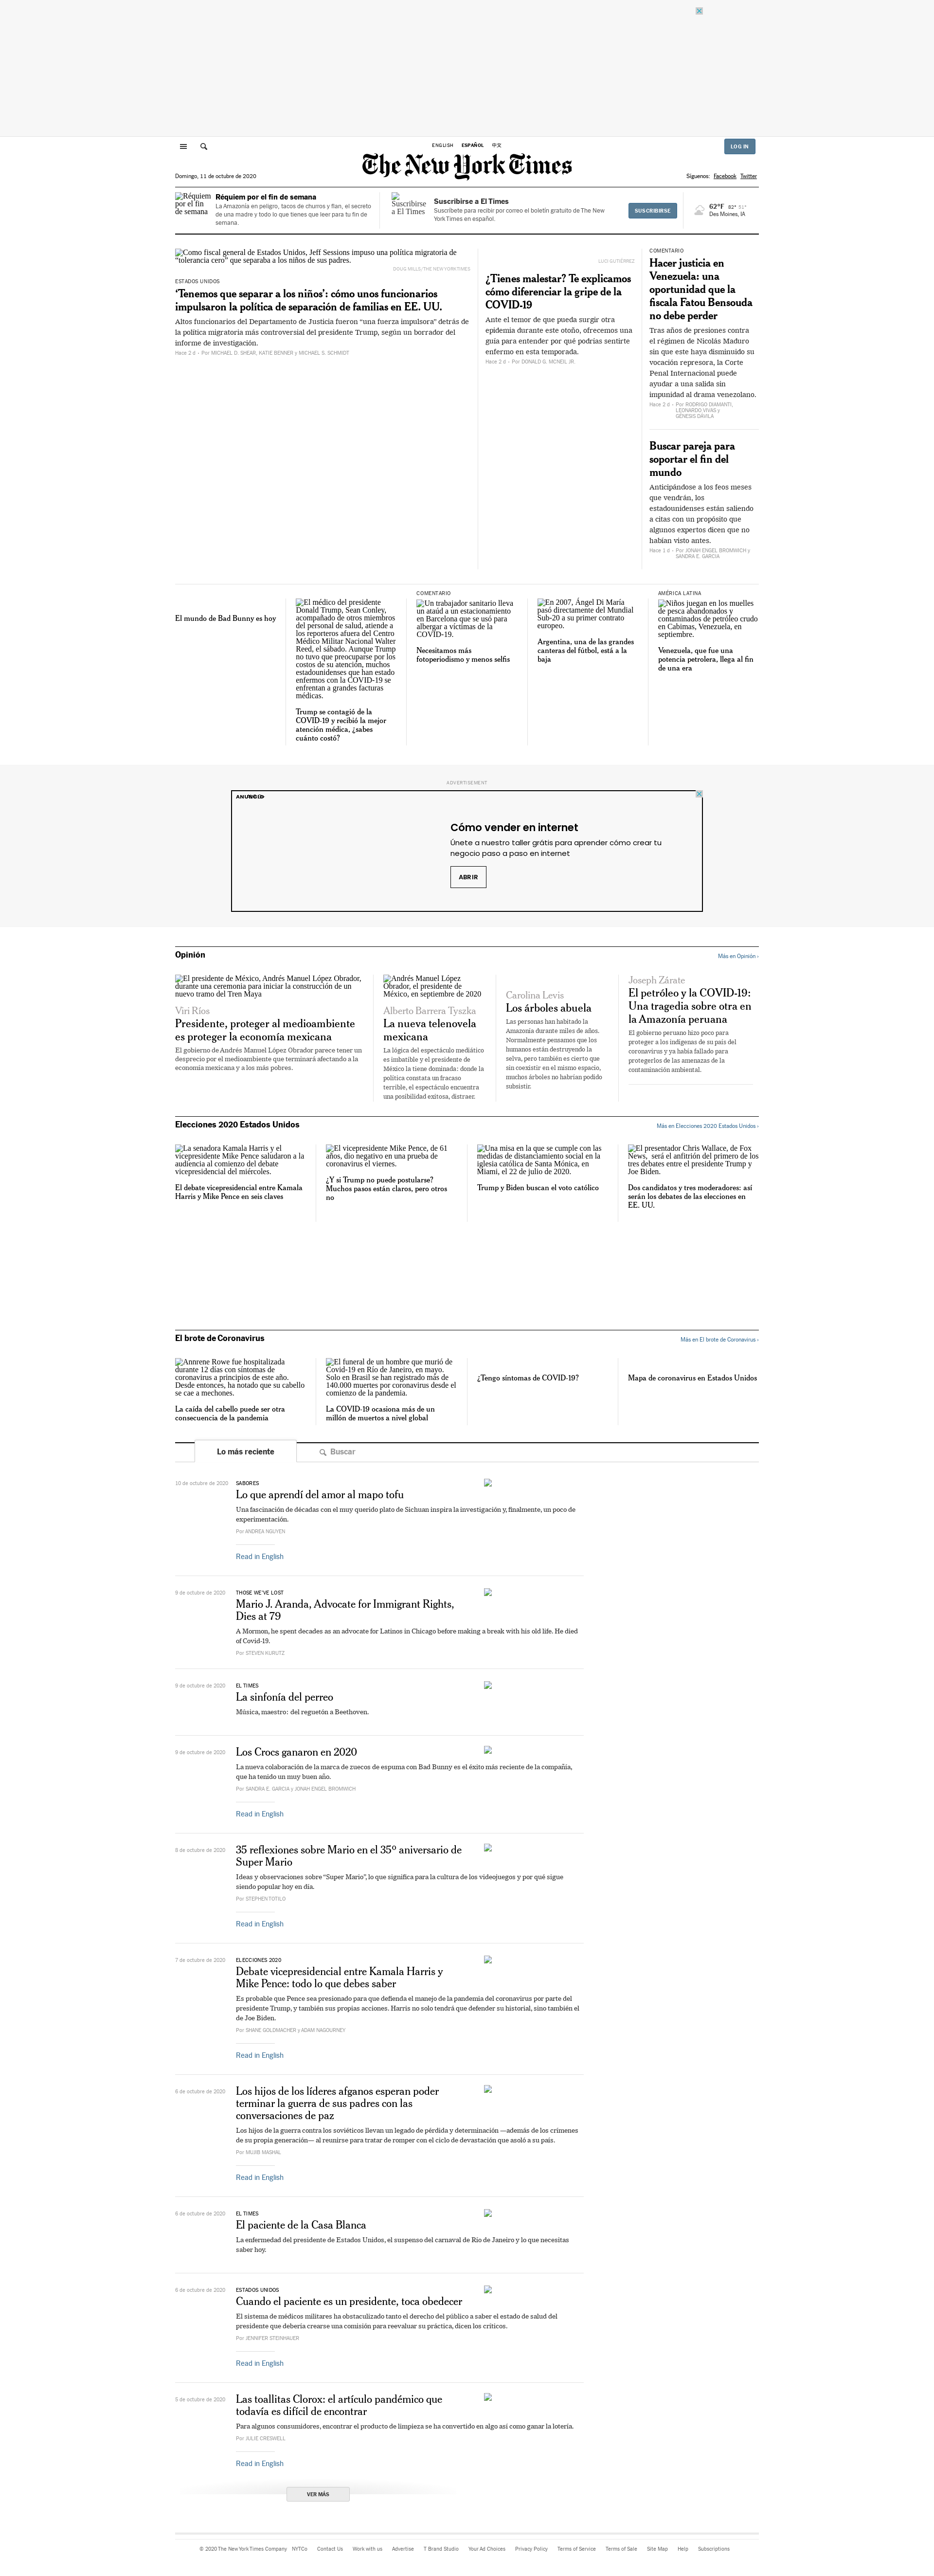 ENGLISH ESPAÑOL 中文
LOG IN
The New York Times
Domingo, 11 de octubre de 2020
Síguenos: Facebook Twitter
Réquiem por el fin de semana
Réquiem por el fin de semana
La Amazonía en peligro, tacos de churros y flan, el secreto
de una madre y todo lo que tienes que leer para tu fin de
semana.
Suscribirse a El Times
Suscribirse a El Times
Suscríbete para recibir por correo el boletín gratuito de The New
York Times en español.
SUSCRIBIRSE
62°F 82° 51°
Des Moines, IA
Como fiscal general de Estados Unidos, Jeff Sessions impuso una política migratoria de
“tolerancia cero” que separaba a los niños de sus padres.
DOUG MILLS/THE NEW YORK TIMES
ESTADOS UNIDOS
‘Tenemos que separar a los niños’: cómo unos funcionarios
impulsaron la política de separación de familias en EE. UU.
Altos funcionarios del Departamento de Justicia fueron “una fuerza impulsora” detrás de
la política migratoria más controversial del presidente Trump, según un borrador del
informe de investigación.
Hace 2 d - Por MICHAEL D. SHEAR, KATIE BENNER y MICHAEL S. SCHMIDT
LUCI GUTIÉRREZ
¿Tienes malestar? Te explicamos
cómo diferenciar la gripe de la
COVID-19
Ante el temor de que pueda surgir otra
epidemia durante este otoño, ofrecemos una
guía para entender por qué podrías sentirte
enfermo en esta temporada.
Hace 2 d - Por DONALD G. MCNEIL JR.
COMENTARIO
Hacer justicia en
Venezuela: una
oportunidad que la
fiscala Fatou Bensouda
no debe perder
Tras años de presiones contra
el régimen de Nicolás Maduro
sin que este haya disminuido su
vocación represora, la Corte
Penal Internacional puede
ayudar a una salida sin
impunidad al drama venezolano.
Hace 2 d - Por RODRIGO DIAMANTI,
LEONARDO VIVAS y
GÉNESIS DÁVILA
Buscar pareja para
soportar el fin del
mundo
Anticipándose a los feos meses
que vendrán, los
estadounidenses están saliendo
a citas con un propósito que
algunos expertos dicen que no
habían visto antes.
Hace 1 d - Por JONAH ENGEL BROMWICH y
SANDRA E. GARCIA
El mundo de Bad Bunny es hoy
El médico del presidente
Donald Trump, Sean Conley,
acompañado de otros miembros
del personal de salud, atiende a
los reporteros afuera del Centro
Médico Militar Nacional Walter
Reed, el sábado. Aunque Trump
no tuvo que preocuparse por los
costos de su atención, muchos
estadounidenses que han estado
enfermos con la COVID-19 se
enfrentan a grandes facturas
médicas.
Trump se contagió de la
COVID-19 y recibió la mejor
atención médica, ¿sabes
cuánto costó?
COMENTARIO
Un trabajador sanitario lleva
un ataúd a un estacionamiento
en Barcelona que se usó para
albergar a víctimas de la
COVID-19.
Necesitamos más
fotoperiodismo y menos selfis
En 2007, Ángel Di María
pasó directamente del Mundial
Sub-20 a su primer contrato
europeo.
Argentina, una de las grandes
canteras del fútbol, está a la
baja
AMÉRICA LATINA
Niños juegan en los muelles
de pesca abandonados y
contaminados de petróleo crudo
en Cabimas, Venezuela, en
septiembre.
Venezuela, que fue una
potencia petrolera, llega al fin
de una era
ADVERTISEMENT
Cómo vender en internet
Únete a nuestro taller grátis para aprender cómo crear tu
negocio paso a paso en internet
ABRIR
Opinión
Más en Opinión ›
El presidente de México, Andrés Manuel López Obrador,
durante una ceremonia para iniciar la construcción de un
nuevo tramo del Tren Maya
Viri Ríos
Presidente, proteger al medioambiente
es proteger la economía mexicana
El gobierno de Andrés Manuel López Obrador parece tener un
desprecio por el medioambiente que terminará afectando a la
economía mexicana y a los más pobres.
Andrés Manuel López
Obrador, el presidente de
México, en septiembre de 2020
Alberto Barrera Tyszka
La nueva telenovela
mexicana
La lógica del espectáculo mediático
es imbatible y el presidente de
México la tiene dominada: donde la
política constata un fracaso
terrible, el espectáculo encuentra
una posibilidad exitosa, distraer.
Carolina Levis
Los árboles abuela
Las personas han habitado la
Amazonía durante miles de años.
Normalmente pensamos que los
humanos están destruyendo la
selva, pero también es cierto que
sin coexistir en el mismo espacio,
muchos árboles no habrían podido
subsistir.
Joseph Zárate
El petróleo y la COVID-19:
Una tragedia sobre otra en
la Amazonía peruana
El gobierno peruano hizo poco para
proteger a los indígenas de su país del
coronavirus y ya había fallado para
protegerlos de las amenazas de la
contaminación ambiental.
Elecciones 2020 Estados Unidos
Más en Elecciones 2020 Estados Unidos ›
La senadora Kamala Harris y el
vicepresidente Mike Pence saludaron a la
audiencia al comienzo del debate
vicepresidencial del miércoles.
El debate vicepresidencial entre Kamala
Harris y Mike Pence en seis claves
El vicepresidente Mike Pence, de 61
años, dio negativo en una prueba de
coronavirus el viernes.
¿Y si Trump no puede postularse?
Muchos pasos están claros, pero otros
no
Una misa en la que se cumple con las
medidas de distanciamiento social en la
iglesia católica de Santa Mónica, en
Miami, el 22 de julio de 2020.
Trump y Biden buscan el voto católico
El presentador Chris Wallace, de Fox
News, será el anfitrión del primero de los
tres debates entre el presidente Trump y
Joe Biden.
Dos candidatos y tres moderadores: así
serán los debates de las elecciones en
EE. UU.
El brote de Coronavirus
Más en El brote de Coronavirus ›
Annrene Rowe fue hospitalizada
durante 12 días con síntomas de
coronavirus a principios de este año.
Desde entonces, ha notado que su cabello
se cae a mechones.
La caída del cabello puede ser otra
consecuencia de la pandemia
El funeral de un hombre que murió de
Covid-19 en Río de Janeiro, en mayo.
Solo en Brasil se han registrado más de
140.000 muertes por coronavirus desde el
comienzo de la pandemia.
La COVID-19 ocasiona más de un
millón de muertos a nivel global
¿Tengo síntomas de COVID-19?
Mapa de coronavirus en Estados Unidos
Lo más reciente
Buscar
10 de octubre de 2020
SABORES
Lo que aprendí del amor al mapo tofu
Una fascinación de décadas con el muy querido plato de Sichuan inspira la investigación y, finalmente, un poco de
experimentación.
Por ANDREA NGUYEN
Read in English
9 de octubre de 2020
THOSE WE'VE LOST
Mario J. Aranda, Advocate for Immigrant Rights,
Dies at 79
A Mormon, he spent decades as an advocate for Latinos in Chicago before making a break with his old life. He died
of Covid-19.
Por STEVEN KURUTZ
9 de octubre de 2020
EL TIMES
La sinfonía del perreo
Música, maestro: del reguetón a Beethoven.
9 de octubre de 2020
Los Crocs ganaron en 2020
La nueva colaboración de la marca de zuecos de espuma con Bad Bunny es el éxito más reciente de la compañía,
que ha tenido un muy buen año.
Por SANDRA E. GARCIA y JONAH ENGEL BROMWICH
Read in English
8 de octubre de 2020
35 reflexiones sobre Mario en el 35º aniversario de
Super Mario
Ideas y observaciones sobre “Super Mario”, lo que significa para la cultura de los videojuegos y por qué sigue
siendo popular hoy en día.
Por STEPHEN TOTILO
Read in English
7 de octubre de 2020
ELECCIONES 2020
Debate vicepresidencial entre Kamala Harris y
Mike Pence: todo lo que debes saber
Es probable que Pence sea presionado para que defienda el manejo de la pandemia del coronavirus por parte del
presidente Trump, y también sus propias acciones. Harris no solo tendrá que defender su historial, sino también el
de Joe Biden.
Por SHANE GOLDMACHER y ADAM NAGOURNEY
Read in English
6 de octubre de 2020
Los hijos de los líderes afganos esperan poder
terminar la guerra de sus padres con las
conversaciones de paz
Los hijos de la guerra contra los soviéticos llevan un legado de pérdida y determinación —además de los crímenes
de su propia generación— al reunirse para tratar de romper con el ciclo de devastación que asoló a su país.
Por MUJIB MASHAL
Read in English
6 de octubre de 2020
EL TIMES
El paciente de la Casa Blanca
La enfermedad del presidente de Estados Unidos, el suspenso del carnaval de Río de Janeiro y lo que necesitas
saber hoy.
6 de octubre de 2020
ESTADOS UNIDOS
Cuando el paciente es un presidente, toca obedecer
El sistema de médicos militares ha obstaculizado tanto el derecho del público a saber el estado de salud del
presidente que debería crearse una comisión para reevaluar su práctica, dicen los críticos.
Por JENNIFER STEINHAUER
Read in English
5 de octubre de 2020
Las toallitas Clorox: el artículo pandémico que
todavía es difícil de encontrar
Para algunos consumidores, encontrar el producto de limpieza se ha convertido en algo así como ganar la lotería.
Por JULIE CRESWELL
Read in English
VER MÁS
© 2020 The New York Times Company NYTCo Contact Us Work with us Advertise T Brand Studio Your Ad Choices Privacy Policy Terms of Service Terms of Sale Site Map Help Subscriptions